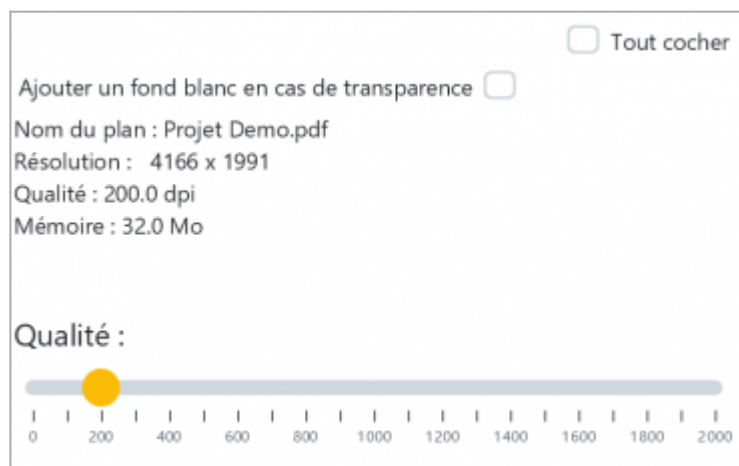 Tout cocher
Ajouter un fond blanc en cas de transparence
Nom du plan : Projet Demo.pdf
Résolution : 4166 x 1991
Qualité : 200.0 dpi
Mémoire : 32.0 Mo
Qualité :
0 200 400 600 800 1000 1200 1400 1600 1800 2000